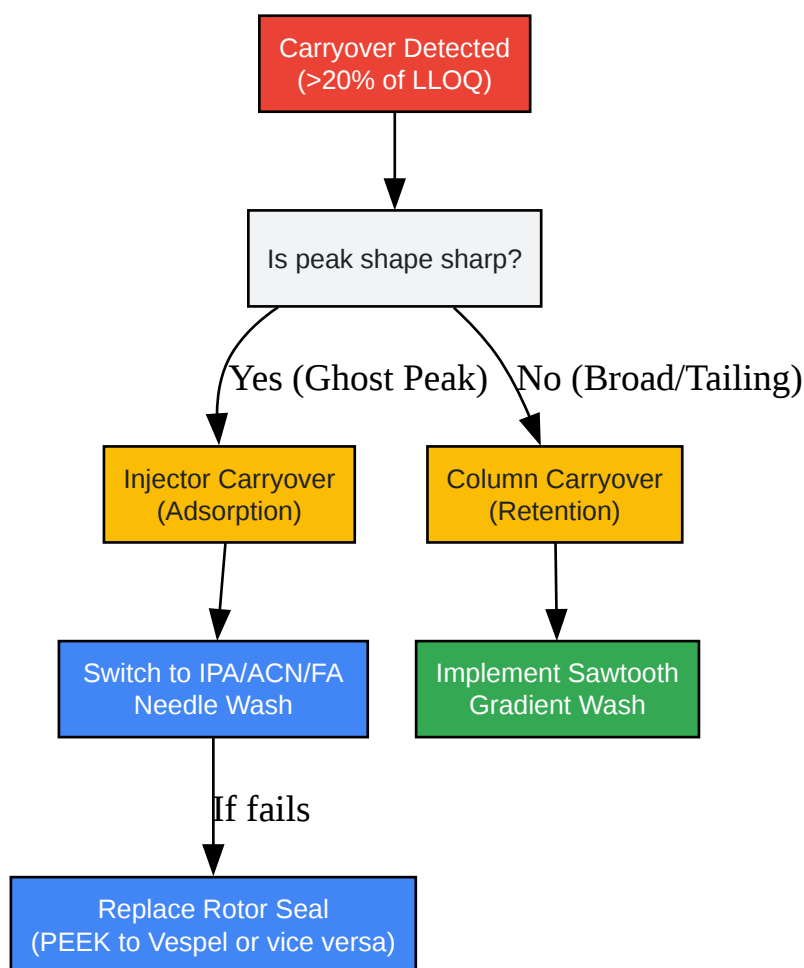 Carryover Detected
(>20% of LLOQ)
Is peak shape sharp?
Yes (Ghost Peak)
No (Broad/Tailing)
Injector Carryover
(Adsorption)
Column Carryover
(Retention)
Switch to IPA/ACN/FA
Needle Wash
Implement Sawtooth
Gradient Wash
If fails
Replace Rotor Seal
(PEEK to Vespel or vice versa)